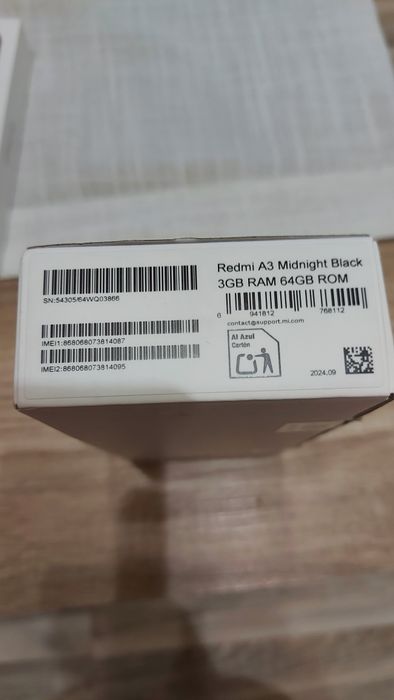 Redmi A3 Midnight Black
3GB RAM 64GB ROM
SN:54305/64WQ03866
6 941812 768112
contact@support.mi.com
IMEI1:868068073814087
IMEI2:868068073814095
Al Azul
Cartón
2024.09